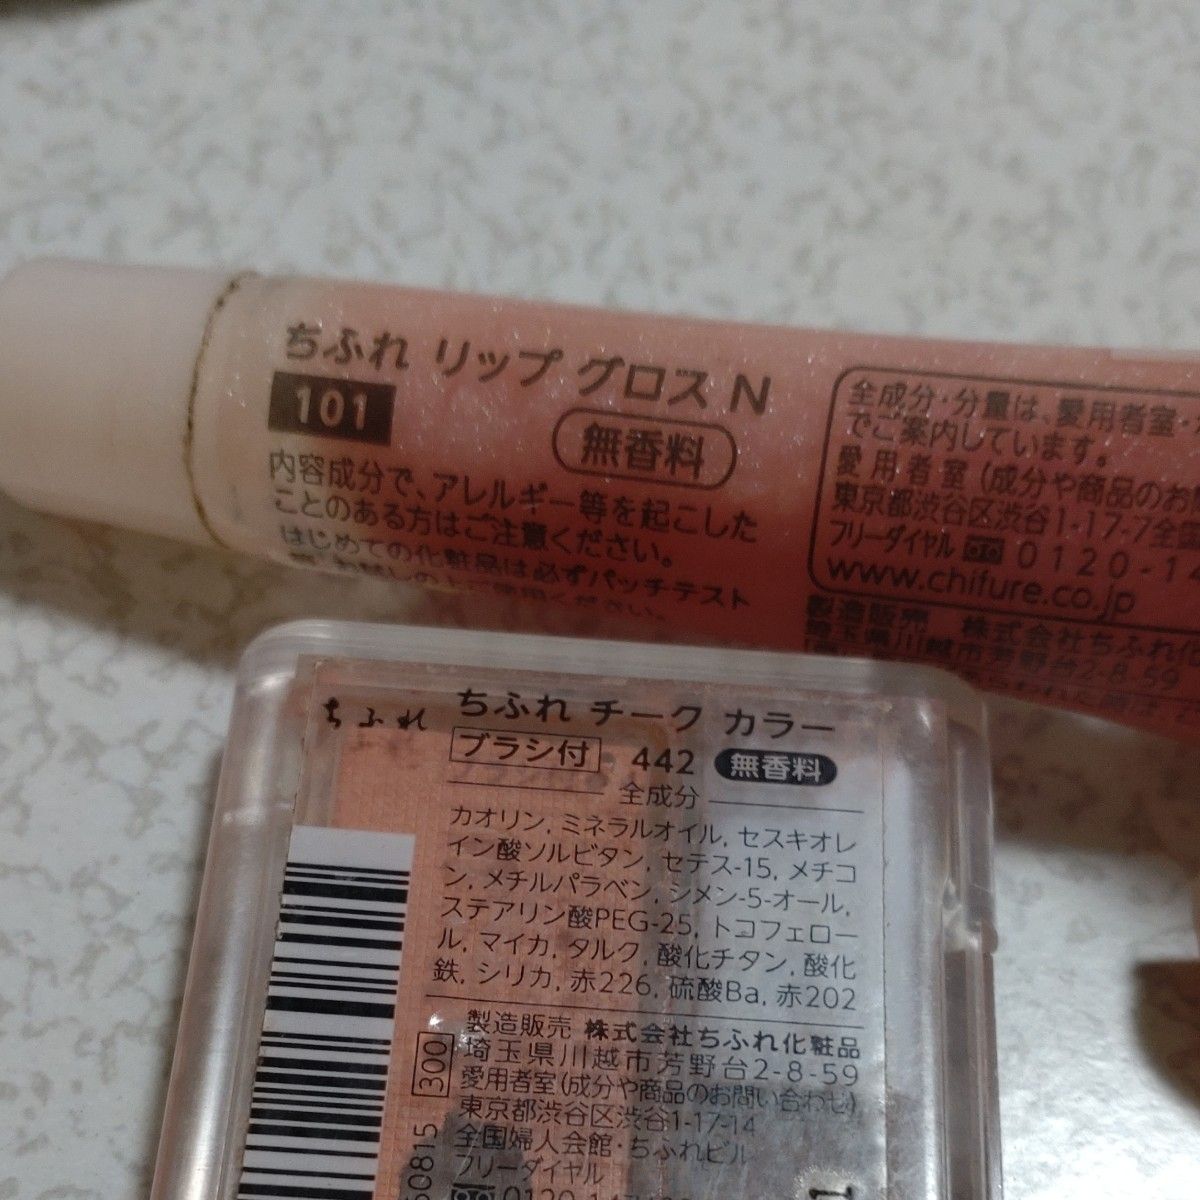 ちふれ リップ グロス N
101
無香料
内容成分で、アレルギー等を起こした
ことのある方はご注意ください。
はじめての化粧品は必ずパッチテスト
全成分・分量は、愛用者室・
でご案内しています。
愛用者室(成分や商品のお
東京都渋谷区渋谷1-17-7全国
フリーダイヤル 0120-14
www.chifure.co.jp
製造販売 株式会社ちふれ化
埼玉県川越市芳野台2-8-59
ちふれ
ちふれ チーク カラー
ブラシ付 442 無香料
全成分
カオリン, ミネラルオイル, セスキオレ
イン酸ソルビタン, セテス-15, メチコ
ン, メチルパラベン, シメン-5-オール,
ステアリン酸PEG-25, トコフェロー
ル, マイカ, タルク, 酸化チタン, 酸化
鉄, シリカ, 赤226, 硫酸Ba, 赤202
製造販売 株式会社ちふれ化粧品
300
埼玉県川越市芳野台2-8-59
愛用者室(成分や商品のお問い合わせ)
東京都渋谷区渋谷1-17-14
全国婦人会館・ちふれビル
フリーダイヤル
60815